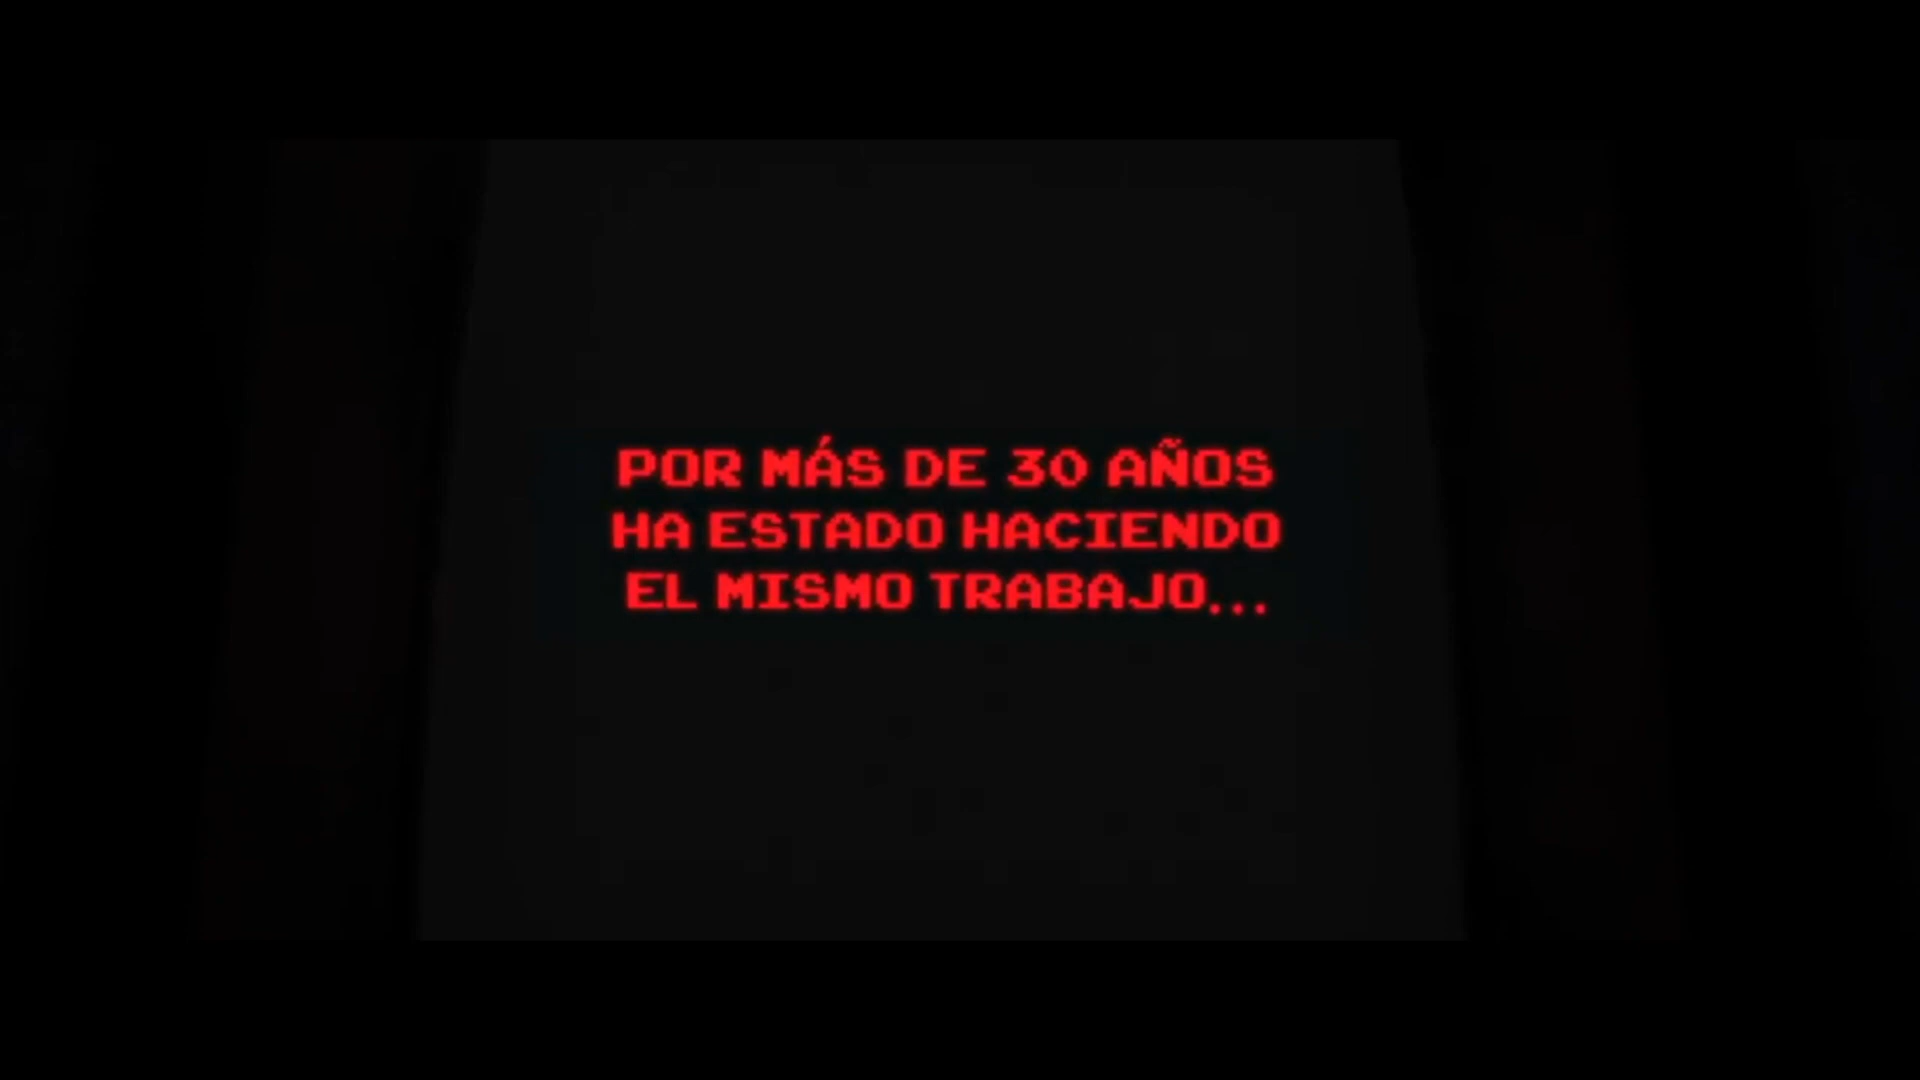 POR MÁS DE 30 AÑOS
HA ESTADO HACIENDO
EL MISMO TRABAJO...